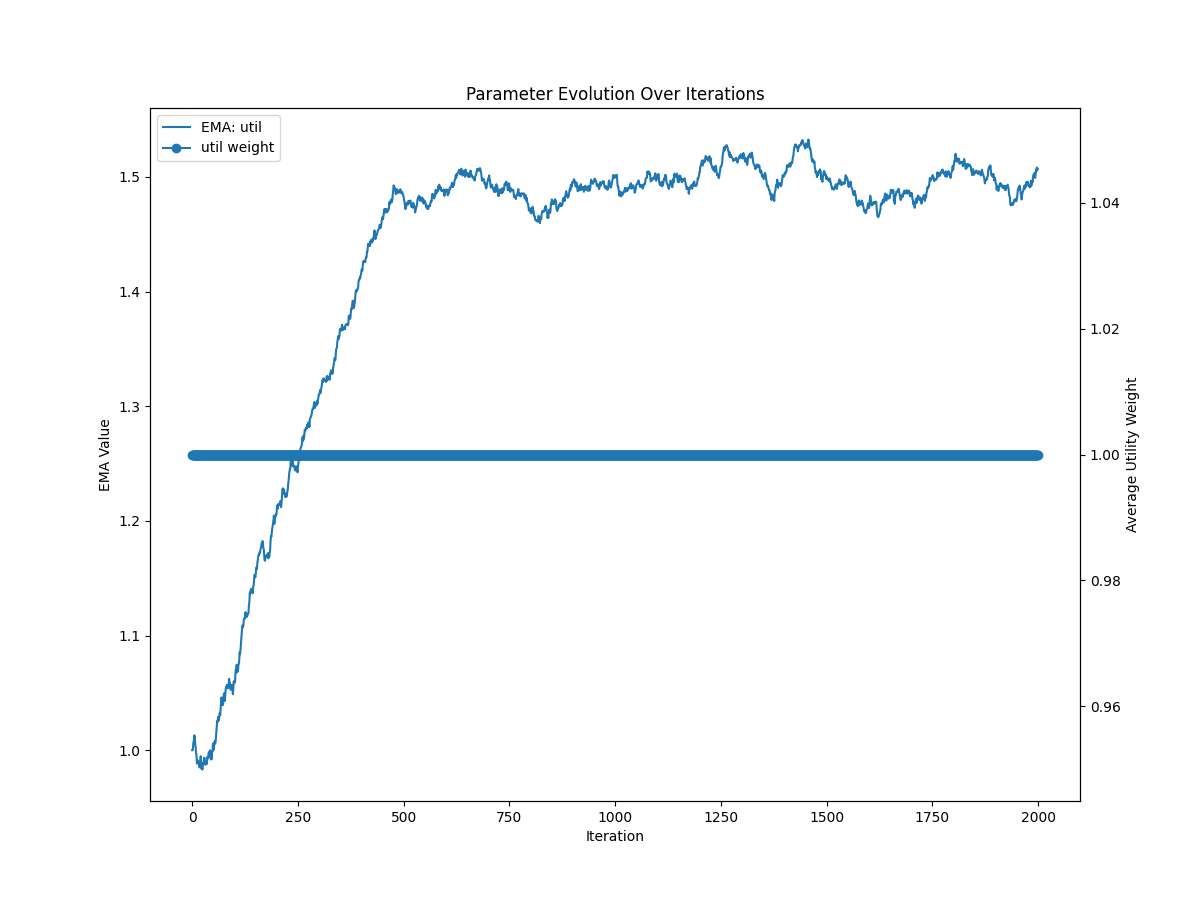 Parameter Evolution Over Iterations
EMA: util
util weight
1.5
1.4
1.3
1.2
1.1
1.0
EMA Value
1.04
1.02
1.00
0.98
0.96
Average Utility Weight
0 250 500 750 1000 1250 1500 1750 2000
Iteration